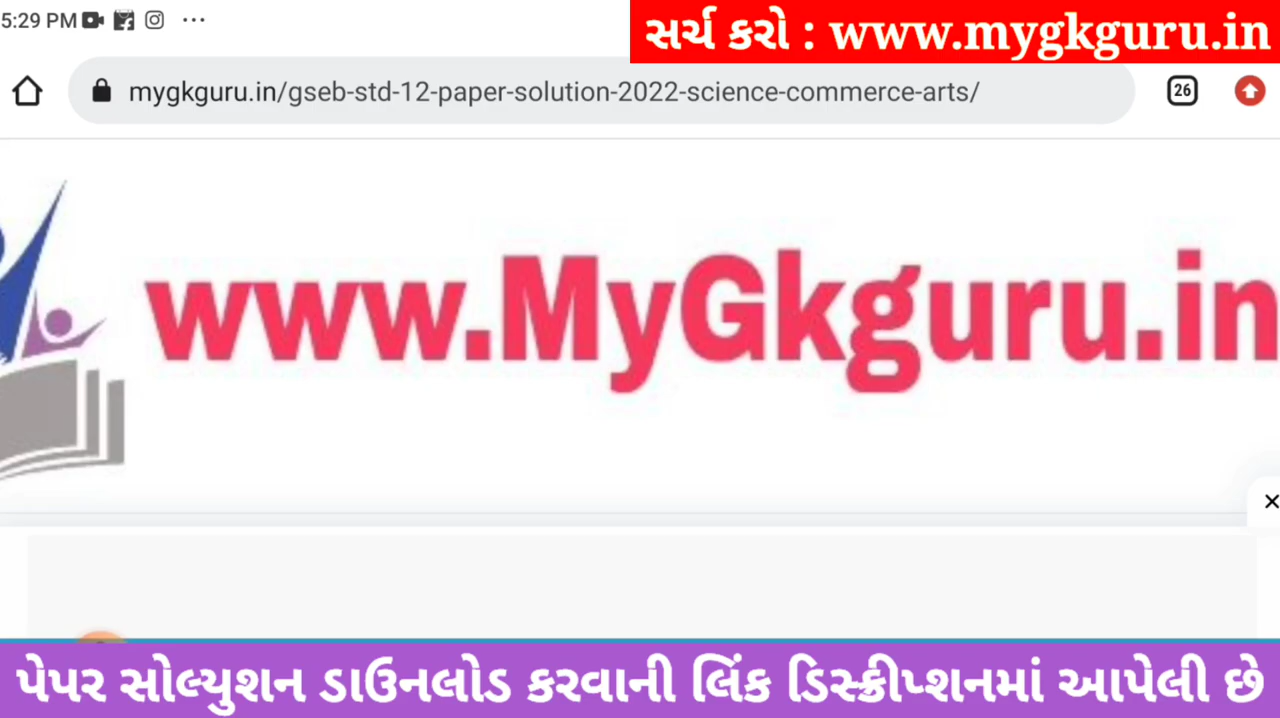 5:29 PM
સર્ચ કરો : www.mygkguru.in
mygkguru.in/gseb-std-12-paper-solution-2022-science-commerce-arts/
26
www.MyGkguru.in
પેપર સોલ્યુશન ડાઉનલોડ કરવાની લિંક ડિસ્ક્રીપ્શનમાં આપેલી છે